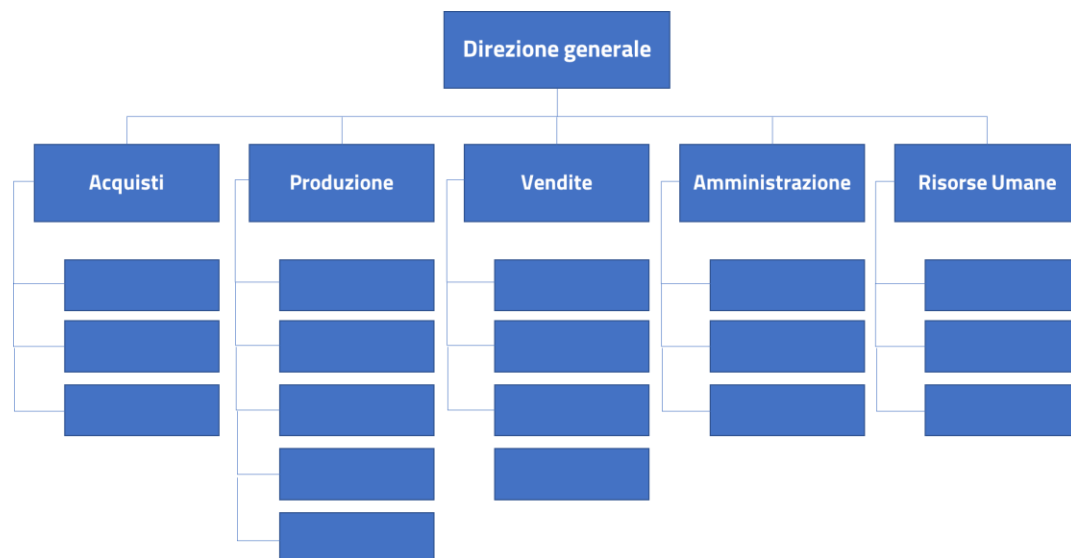 Direzione generale
Acquisti
Produzione
Vendite
Amministrazione
Risorse Umane